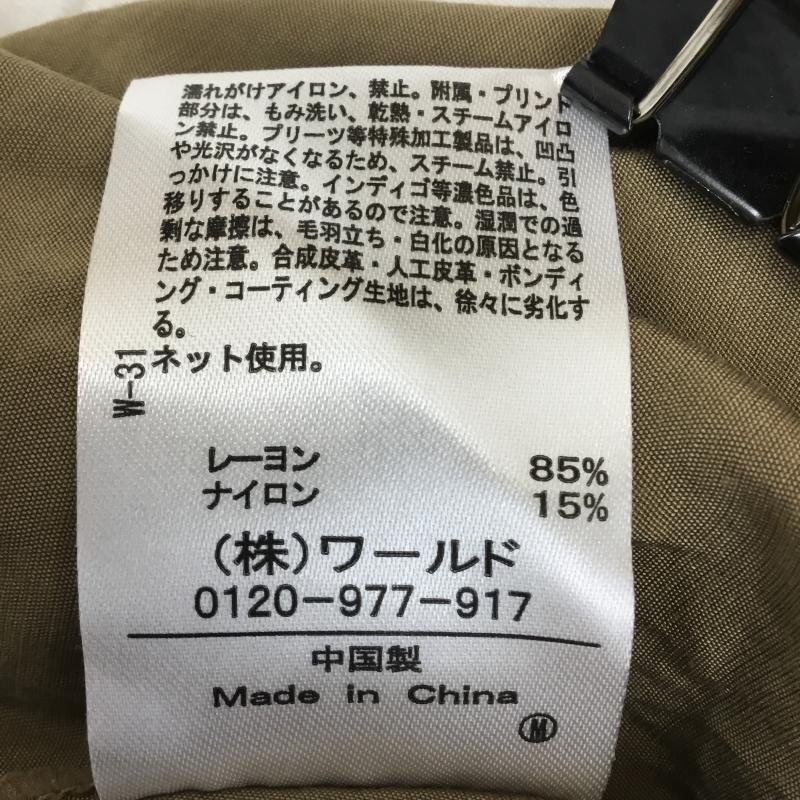 濡れがけアイロン、禁止。附属・プリント
部分は、もみ洗い、乾熱・スチームアイロ
ン禁止。プリーツ等特殊加工製品は、凹凸
や光沢がなくなるため、スチーム禁止。引
っかけに注意。インディゴ等濃色品は、色
移りすることがあるので注意。湿潤での過
剰な摩擦は、毛羽立ち・白化の原因となる
ため注意。合成皮革・人工皮革・ボンディ
ング・コーティング生地は、徐々に劣化す
る。
ネット使用。
W-31
レーヨン 85%
ナイロン 15%
(株)ワールド
0120-977-917
中国製
Made in China
M